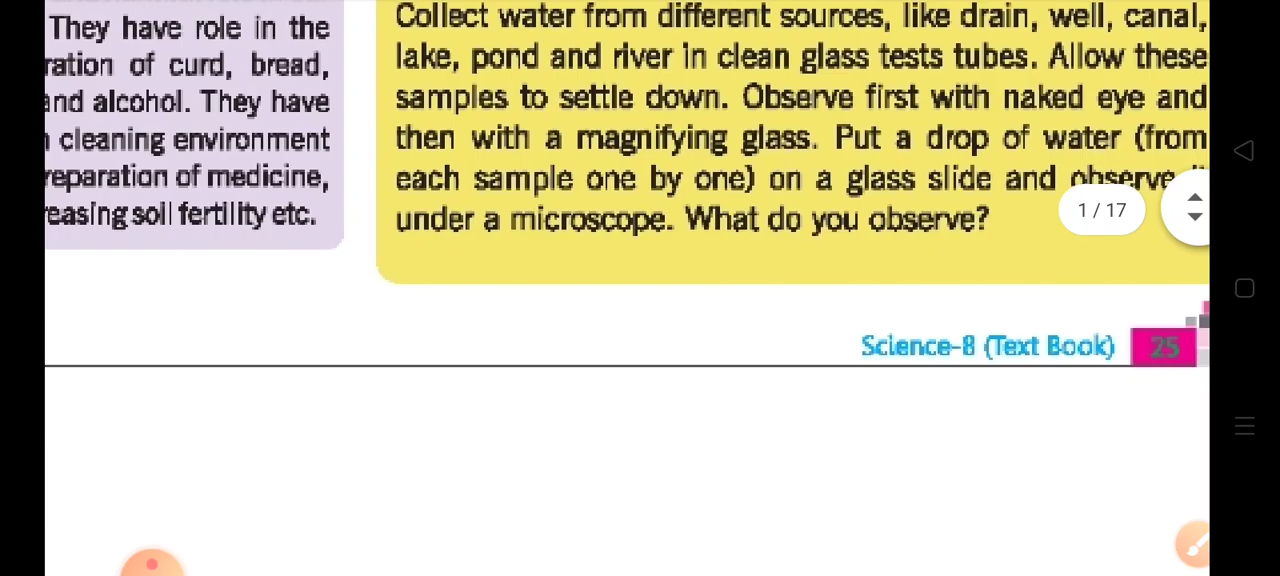 They have role in the
ration of curd, bread,
and alcohol. They have
cleaning environment
reparation of medicine,
reasing soil fertility etc.
Collect water from different sources, like drain, well, canal,
lake, pond and river in clean glass tests tubes. Allow these
samples to settle down. Observe first with naked eye and
then with a magnifying glass. Put a drop of water (from
each sample one by one) on a glass slide and observe
under a microscope. What do you observe?
1 / 17
Science-8 (Text Book) 25